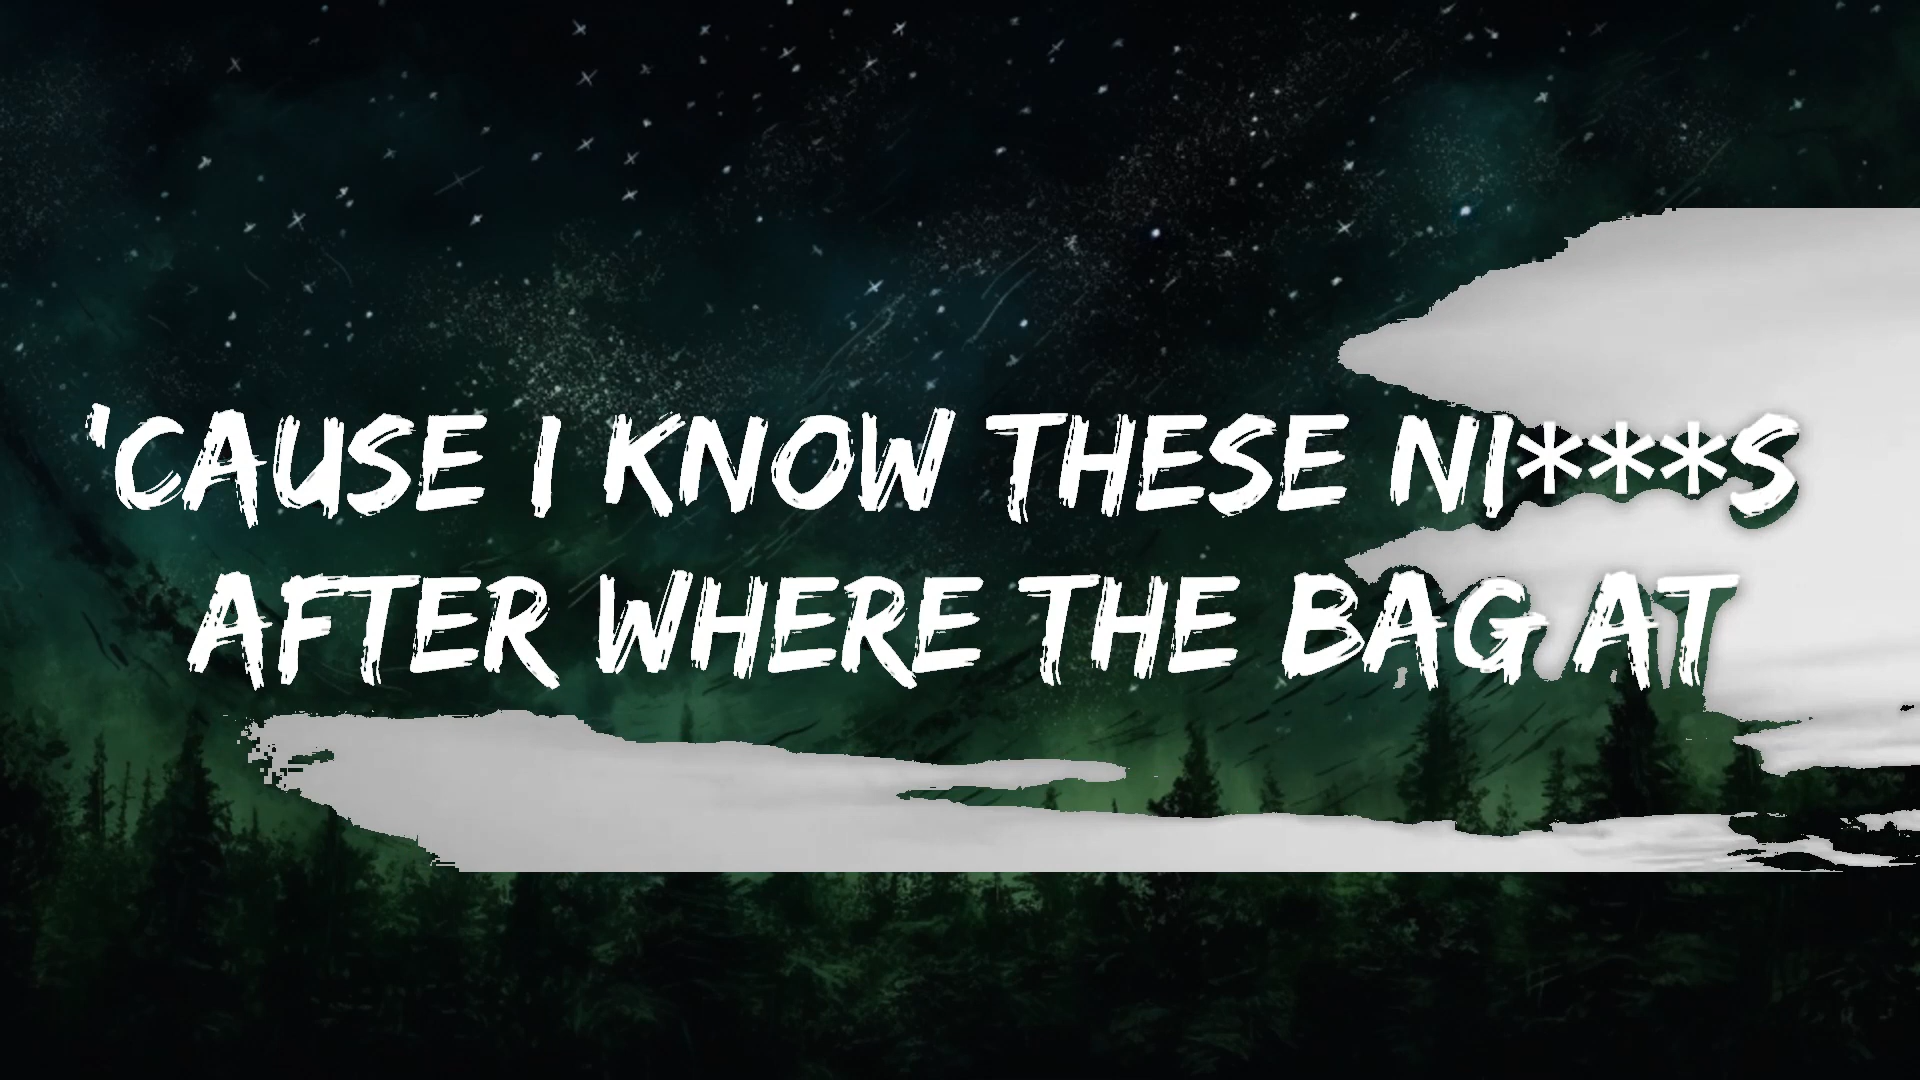 'CAUSE I KNOW THESE NI***S
AFTER WHERE THE BAG AT